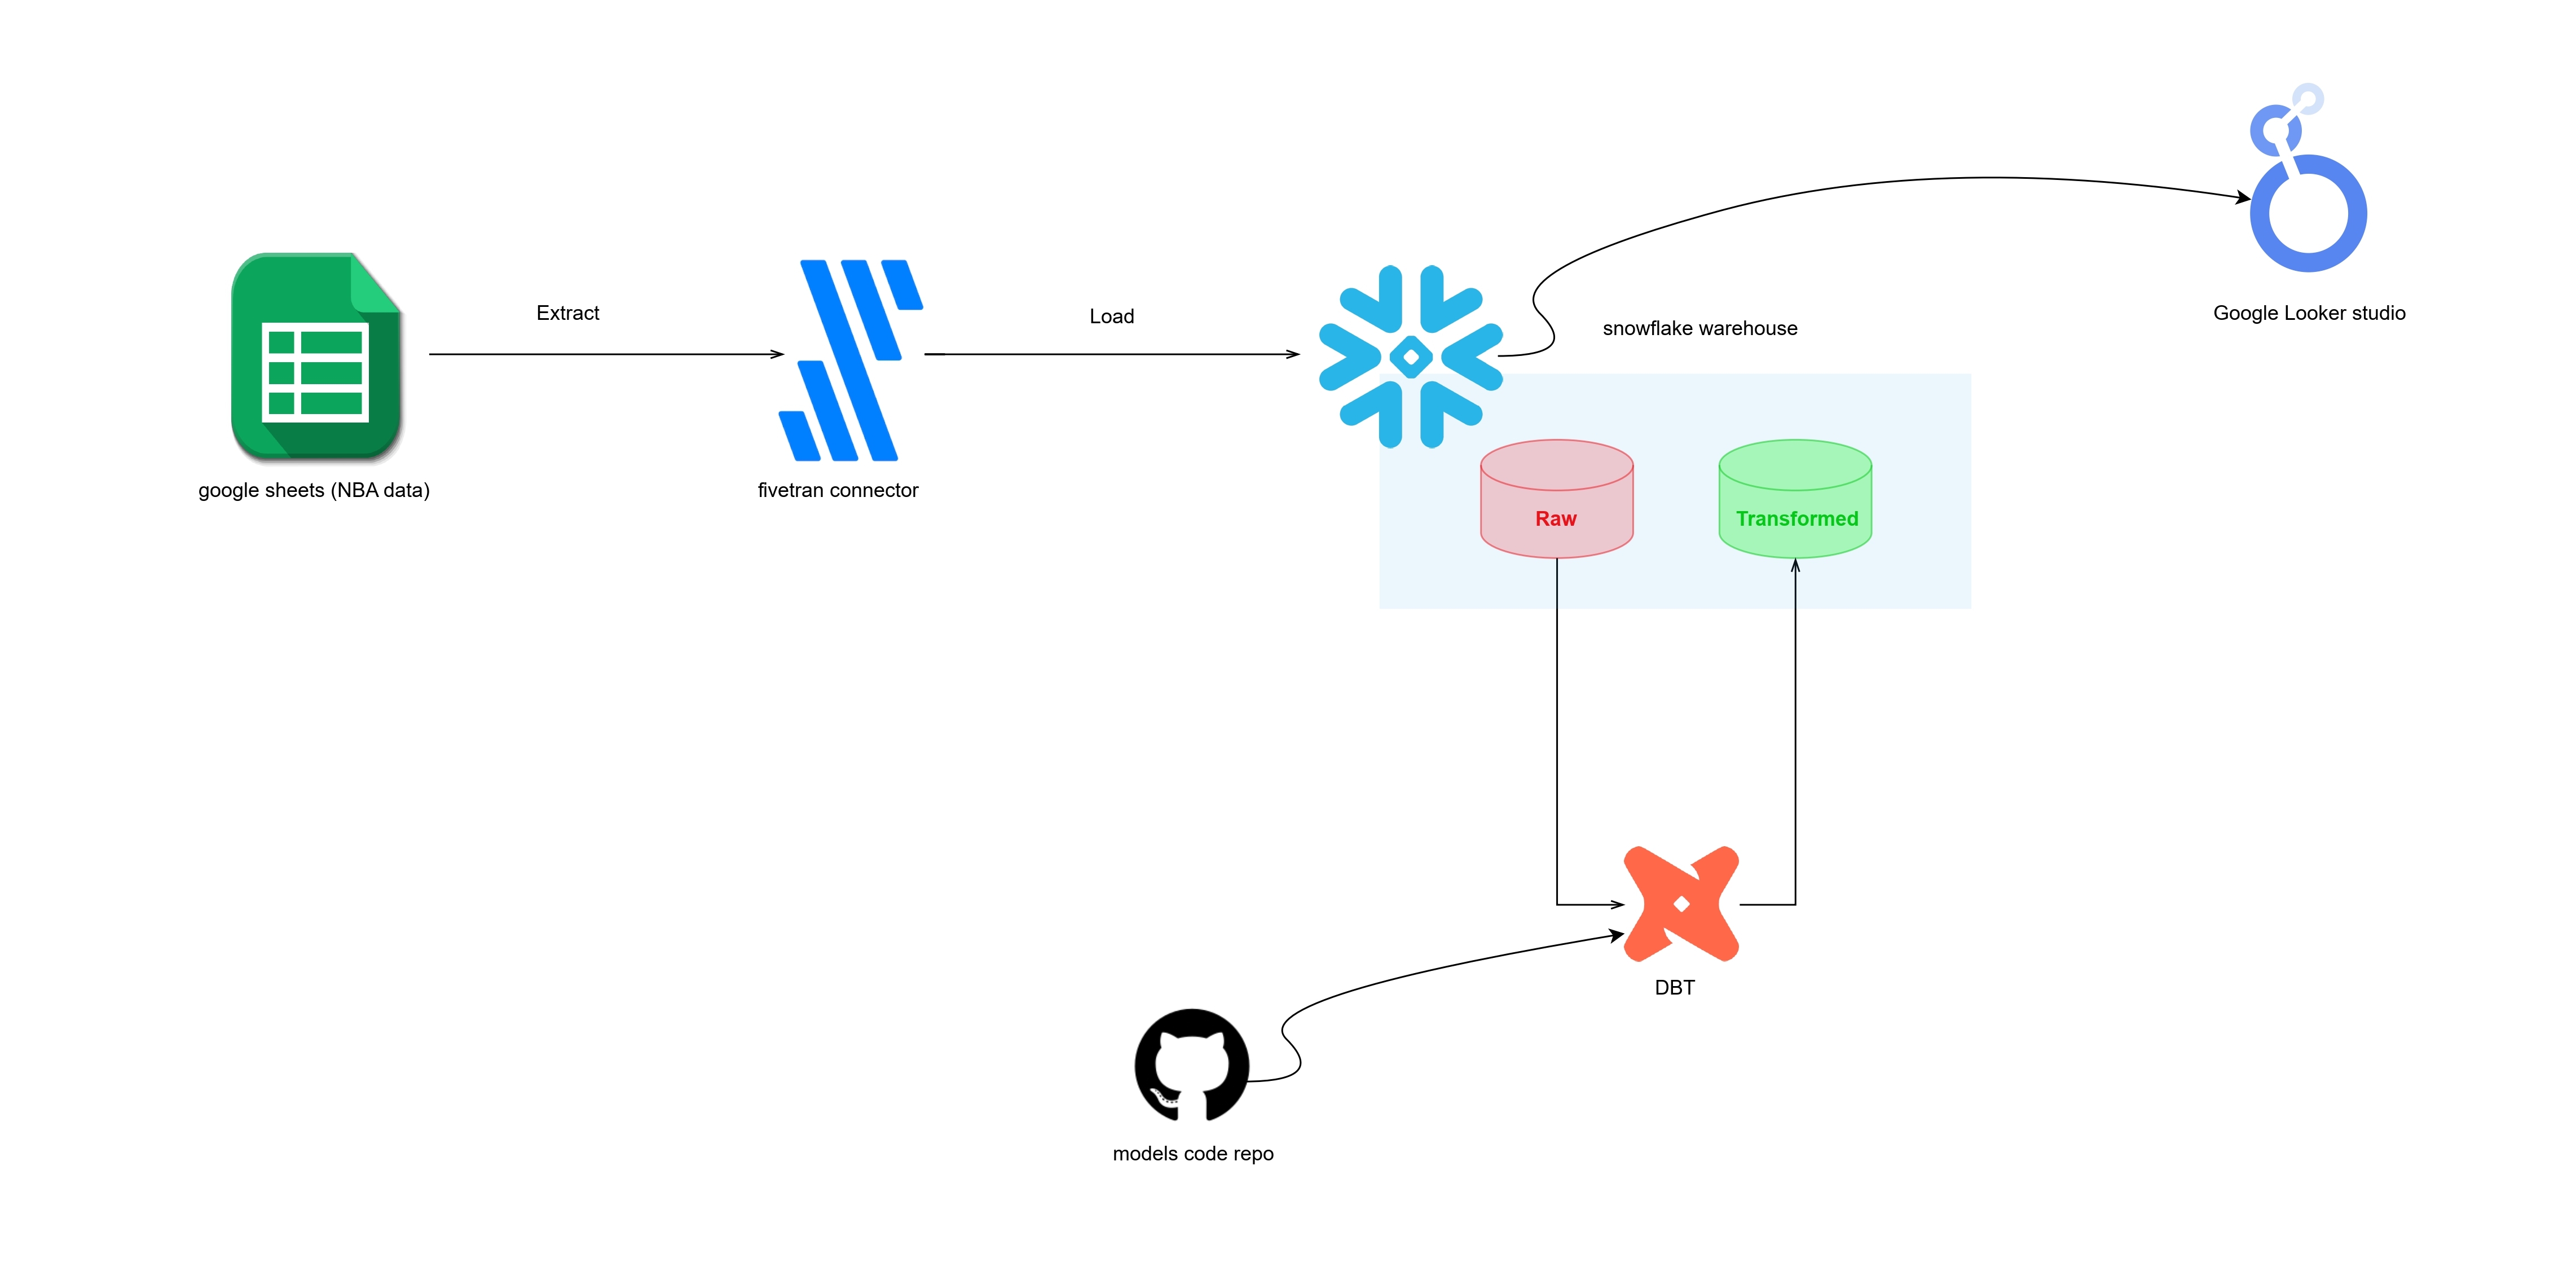 Extract
Load
snowflake warehouse
Google Looker studio
google sheets (NBA data)
fivetran connector
Raw
Transformed
DBT
models code repo